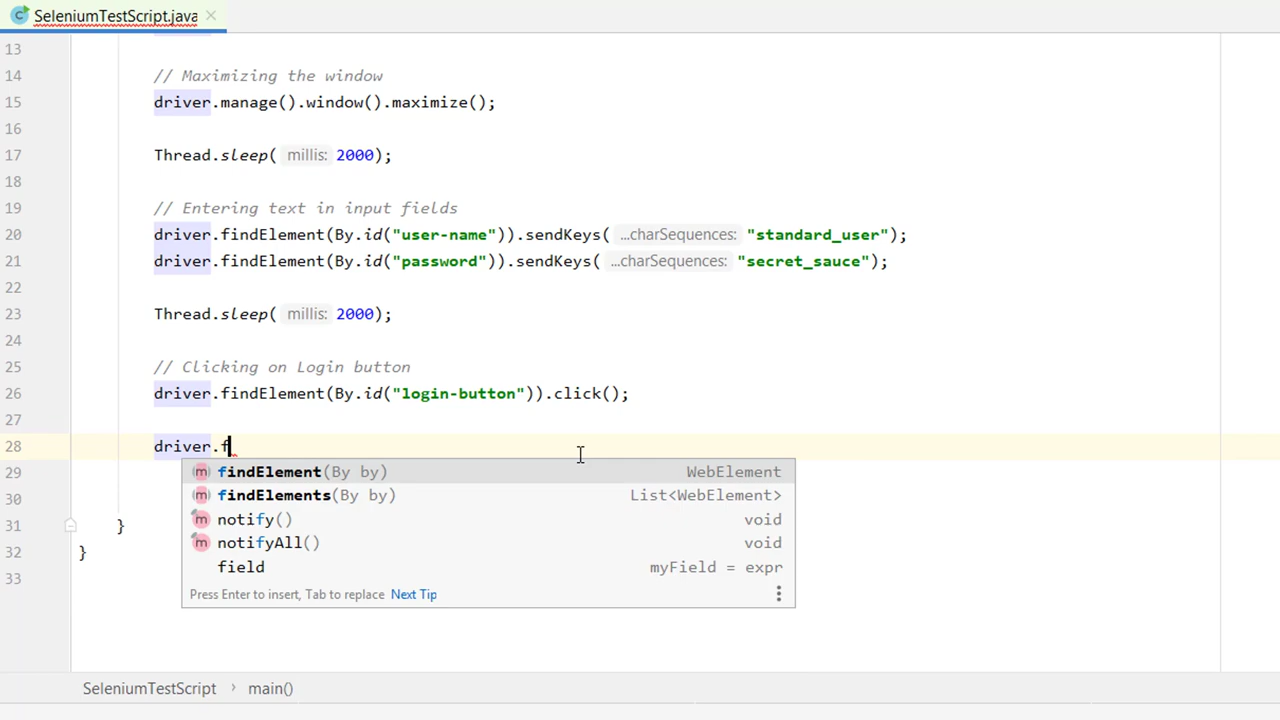 SeleniumTestScript.java
13
14 // Maximizing the window
15 driver.manage().window().maximize();
16
17 Thread.sleep( millis: 2000);
18
19 // Entering text in input fields
20 driver.findElement(By.id("user-name")).sendKeys( ...charSequences: "standard_user");
21 driver.findElement(By.id("password")).sendKeys( ...charSequences: "secret_sauce");
22
23 Thread.sleep( millis: 2000);
24
25 // Clicking on Login button
26 driver.findElement(By.id("login-button")).click();
27
28 driver.f
29 m findElement(By by) WebElement
30 m findElements(By by) List<WebElement>
31 } m notify() void
32 } m notifyAll() void
33 field myField = expr
Press Enter to insert, Tab to replace Next Tip
SeleniumTestScript › main()